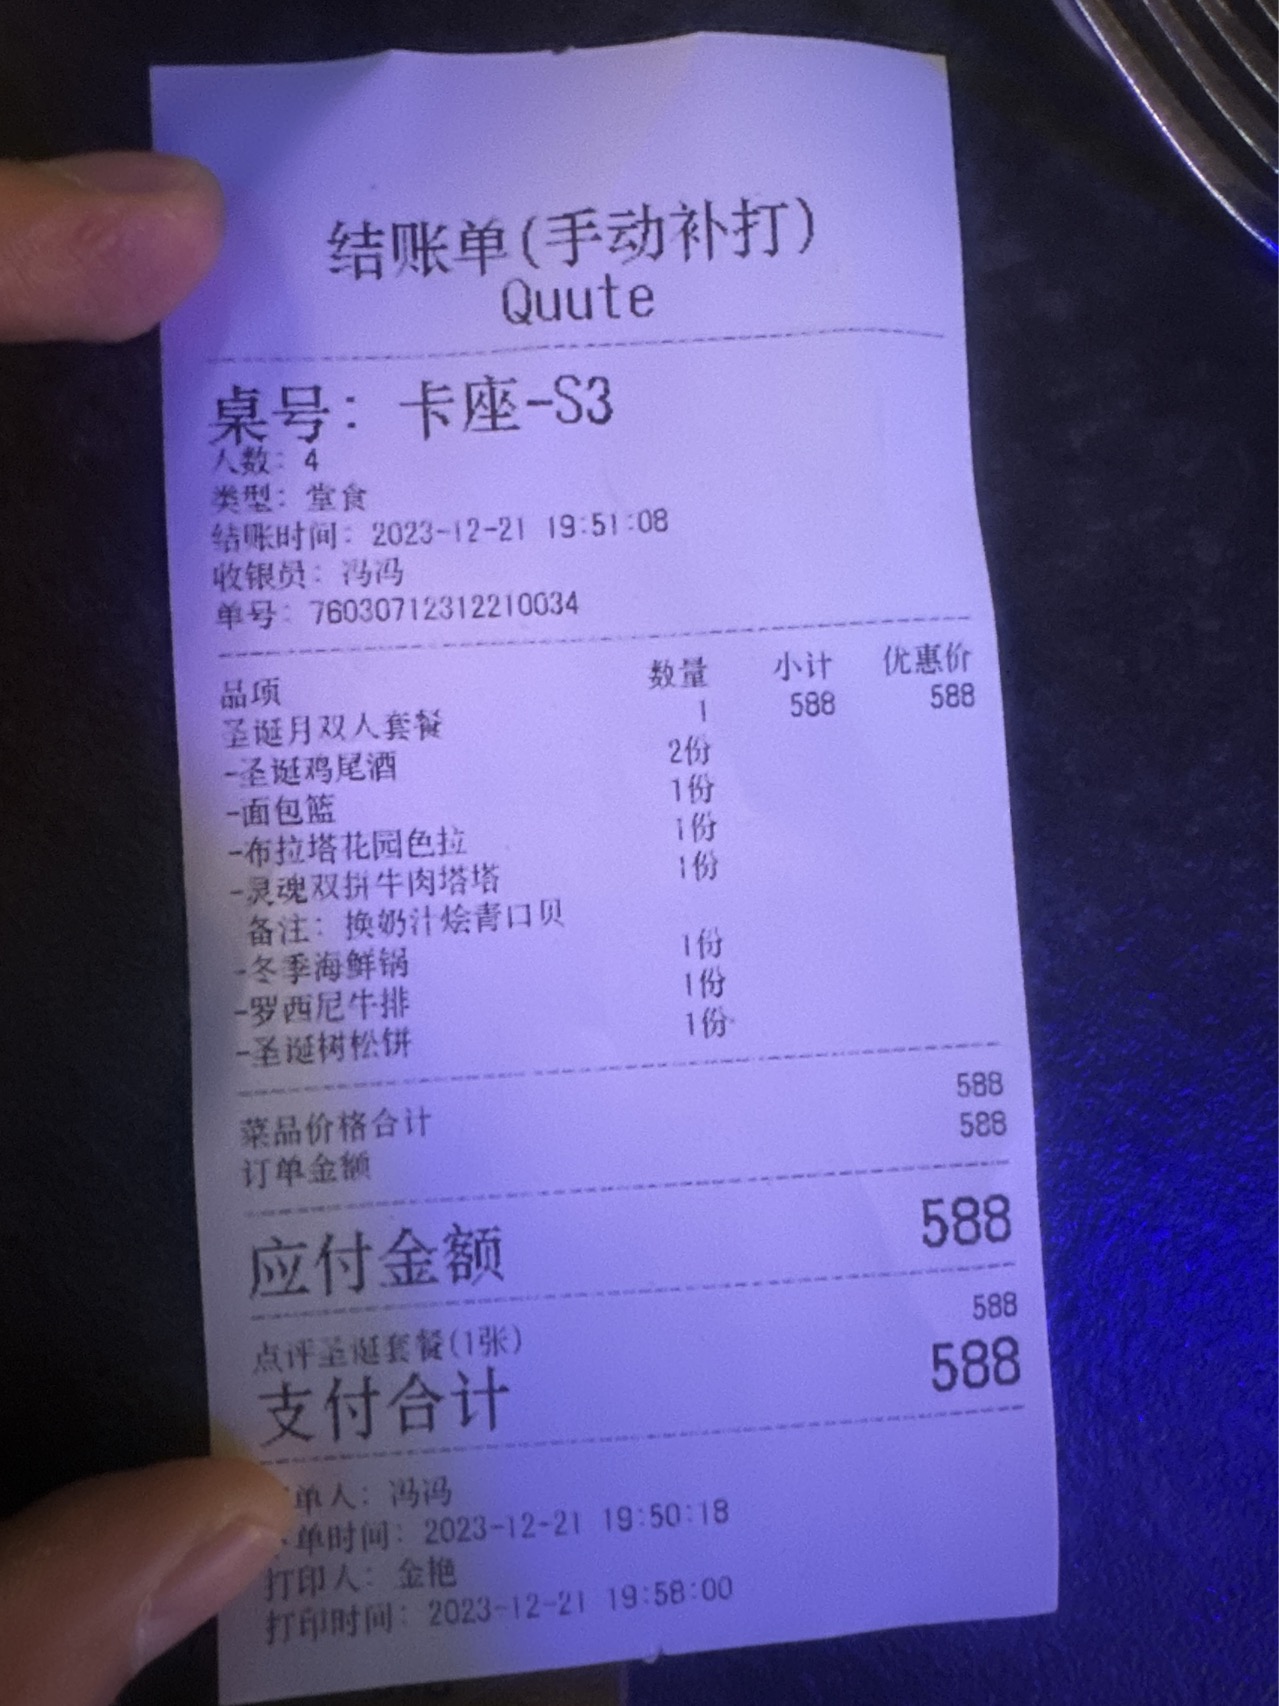 结账单(手动补打)
Quute
桌号: 卡座-S3
人数: 4
类型: 堂食
结账时间: 2023-12-21 19:51:08
收银员: 冯冯
单号: 76030712312210034
品项 数量 小计 优惠价
圣诞月双人套餐 1 588 588
-圣诞鸡尾酒 2份
-面包篮 1份
-布拉塔花园色拉 1份
-灵魂双拼牛肉塔塔 1份
备注: 换奶汁烩青口贝
-冬季海鲜锅 1份
-罗西尼牛排 1份
-圣诞树松饼 1份
菜品价格合计 588
订单金额 588
应付金额 588
点评圣诞套餐(1张) 588
支付合计 588
单人: 冯冯
单时间: 2023-12-21 19:50:18
打印人: 金艳
打印时间: 2023-12-21 19:58:00